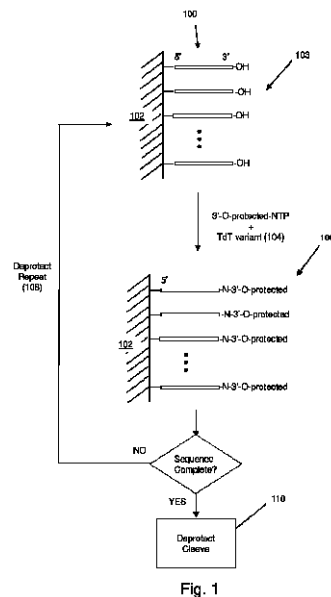 100
5' 3'
-OH
103
-OH
102
-OH
-OH
3'-O-protected-NTP
+
TdT variant (104)
Deprotect
Repeat
(108)
5'
-N-3'-O-protected
-N-3'-O-protected
102
-N-3'-O-protected
-N-3'-O-protected
NO
Sequence
Complete?
YES
110
Deprotect
Cleave
Fig. 1